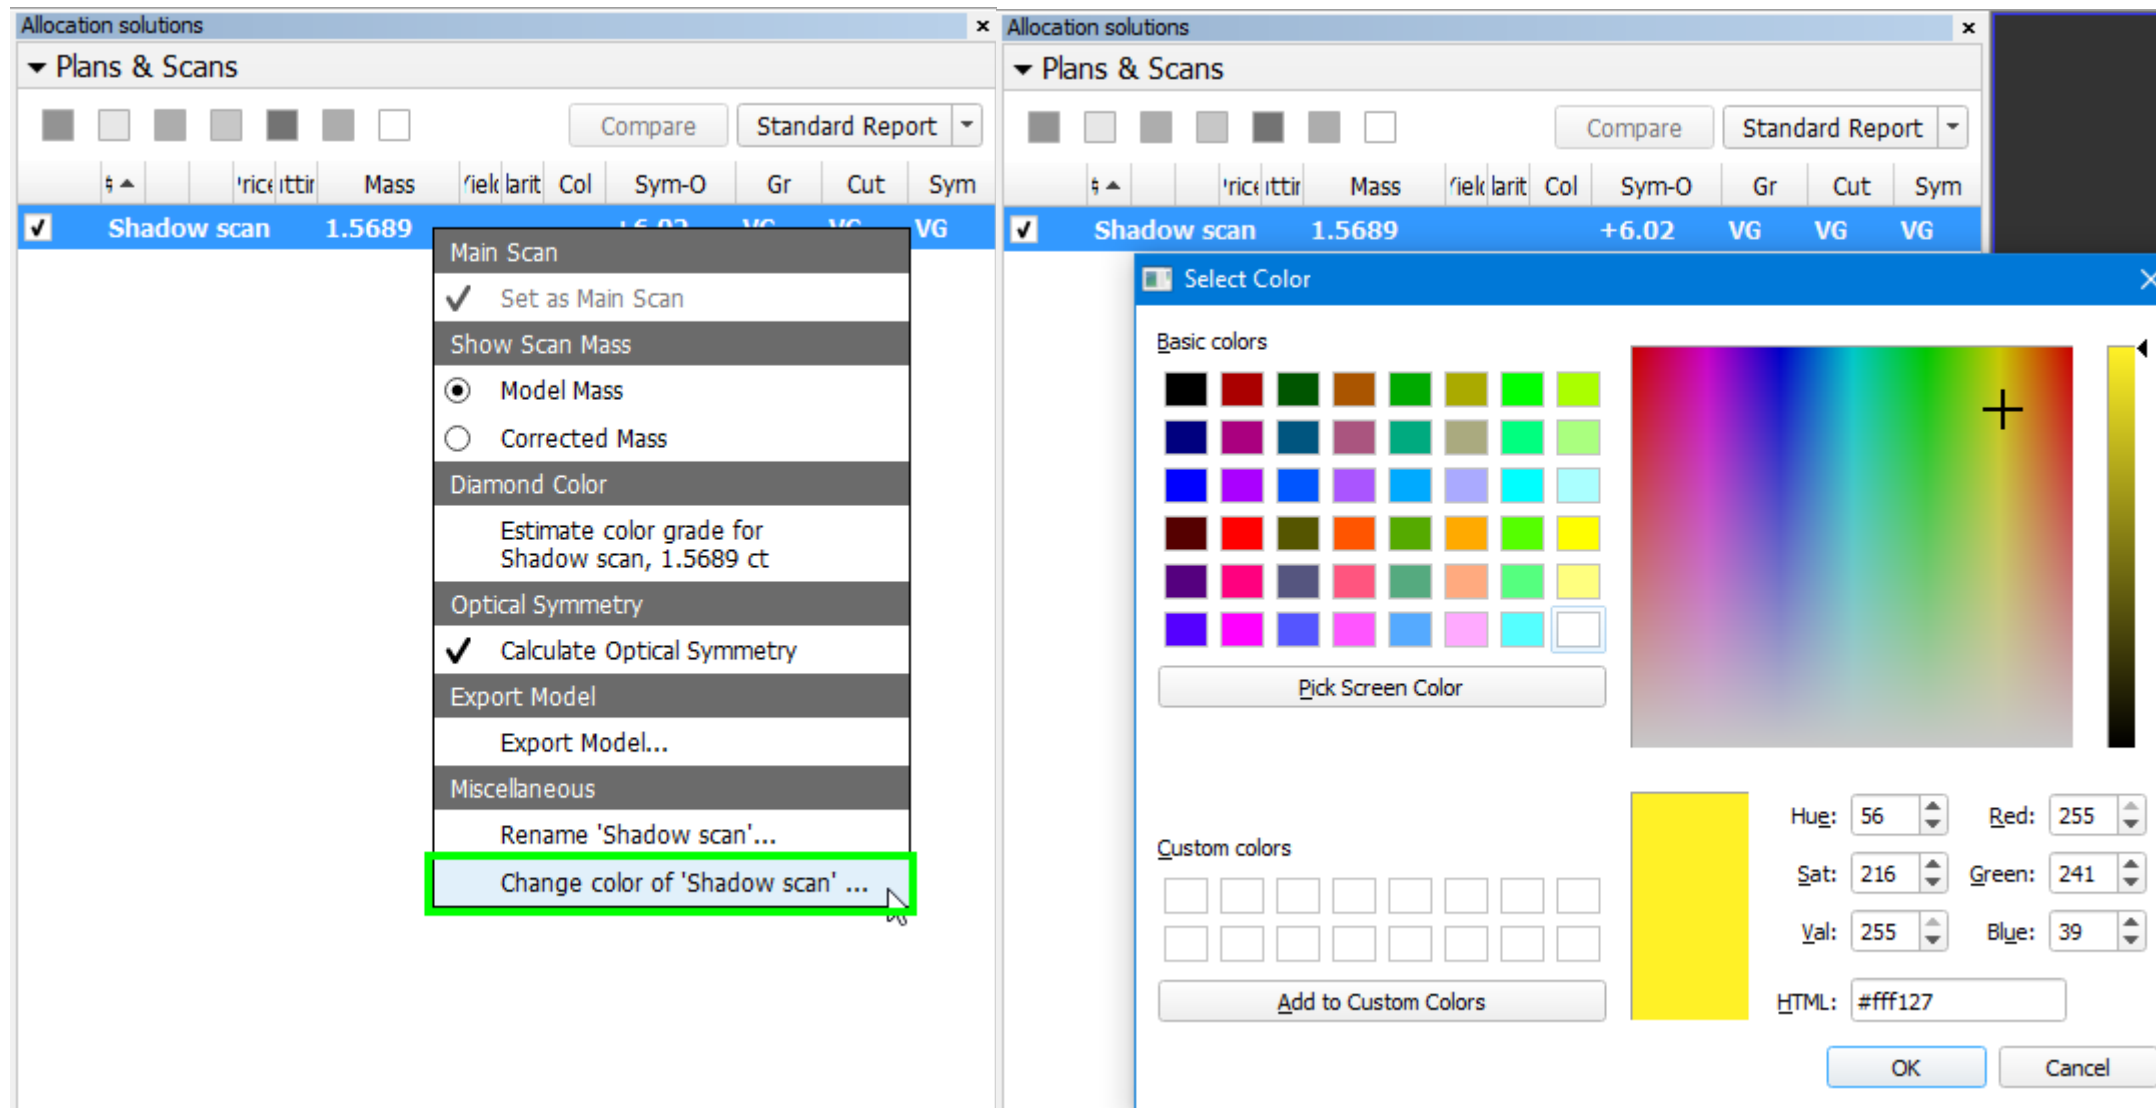 Allocation solutions
Plans & Scans
Compare
Standard Report
Mass Col Sym-O Gr Cut Sym
Shadow scan 1.5689 VG
Main Scan
Set as Main Scan
Show Scan Mass
Model Mass
Corrected Mass
Diamond Color
Estimate color grade for
Shadow scan, 1.5689 ct
Optical Symmetry
Calculate Optical Symmetry
Export Model
Export Model...
Miscellaneous
Rename 'Shadow scan'...
Change color of 'Shadow scan' ...
Allocation solutions
Plans & Scans
Compare
Standard Report
Mass Col Sym-O Gr Cut Sym
Shadow scan 1.5689 +6.02 VG VG VG
Select Color
Basic colors
Pick Screen Color
Custom colors
Add to Custom Colors
Hue: 56 Red: 255
Sat: 216 Green: 241
Val: 255 Blue: 39
HTML: #fff127
OK
Cancel